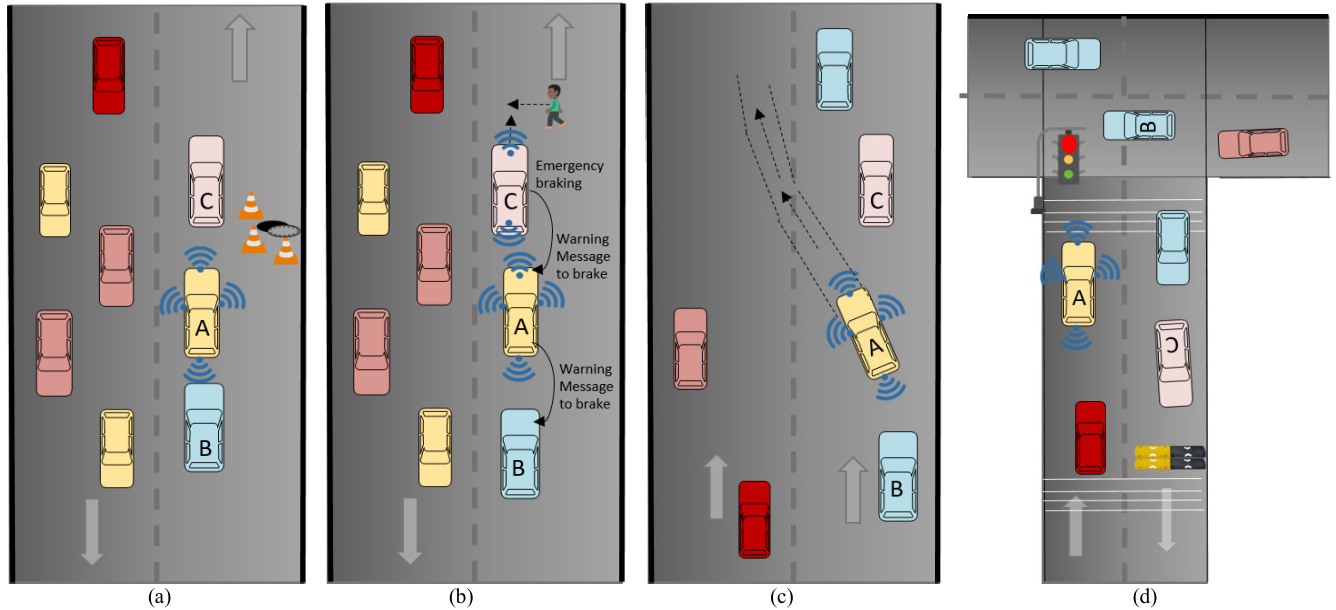 C
A
B
(a)
Emergency
braking
C
Warning
Message
to brake
A
Warning
Message
to brake
B
(b)
C
A
B
(c)
B
A
C
(d)